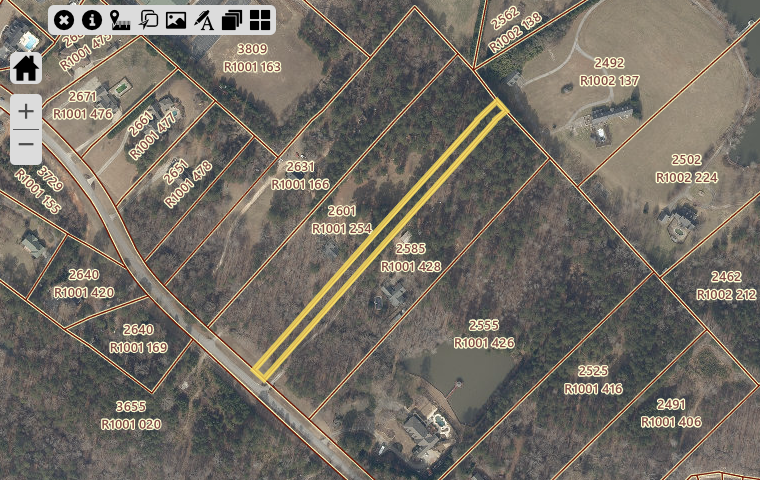 2562
R1002 138
R1001 475
3809
R1001 163
2492
R1002 137
2671
R1001 476
2661
R1001 477
2651
R1001 478
2631
R1001 166
2502
R1002 224
3729
R1001 155
2601
R1001 254
2585
R1001 428
2640
R1001 420
2462
R1002 212
2640
R1001 169
2555
R1001 426
2525
R1001 416
2491
R1001 406
3655
R1001 020